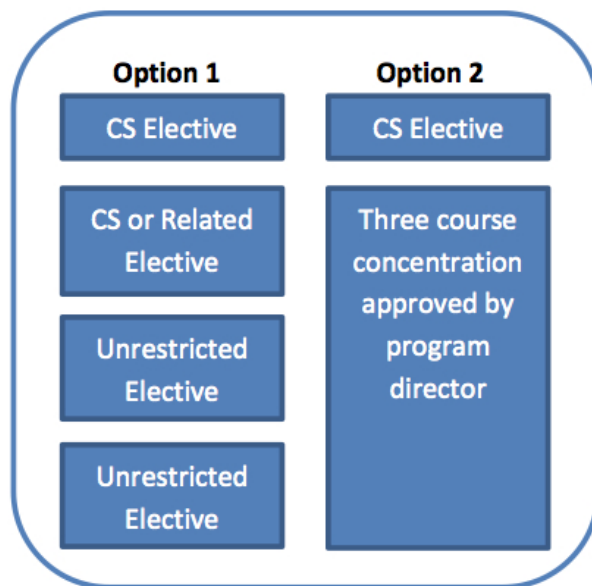 Option 1
CS Elective
CS or Related
Elective
Unrestricted
Elective
Unrestricted
Elective
Option 2
CS Elective
Three course
concentration
approved by
program
director